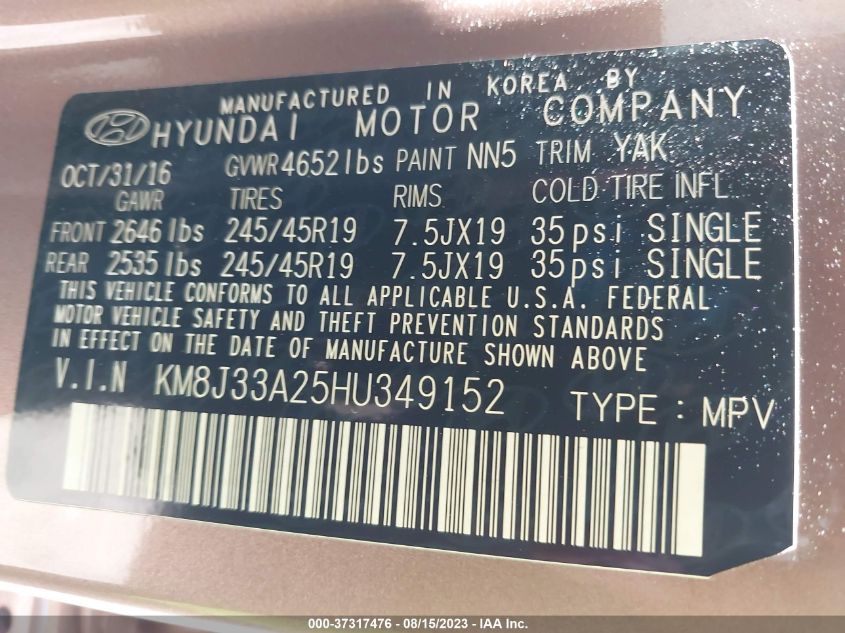 MANUFACTURED IN KOREA BY
HYUNDAI MOTOR COMPANY
OCT/31/16 GVWR 4652 lbs PAINT NN5 TRIM YAK
GAWR TIRES RIMS COLD TIRE INFL
FRONT 2646 lbs 245/45R19 7.5JX19 35psi SINGLE
REAR 2535 lbs 245/45R19 7.5JX19 35psi SINGLE
THIS VEHICLE CONFORMS TO ALL APPLICABLE U.S.A. FEDERAL
MOTOR VEHICLE SAFETY AND THEFT PREVENTION STANDARDS
IN EFFECT ON THE DATE OF MANUFACTURE SHOWN ABOVE
V.I.N KM8J33A25HU349152 TYPE : MPV
000-37317476 - 08/15/2023 - IAA Inc.